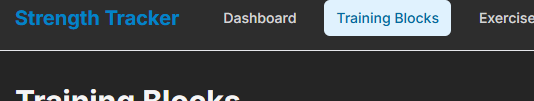 Strength Tracker Dashboard Training Blocks Exercise
Training Blocks